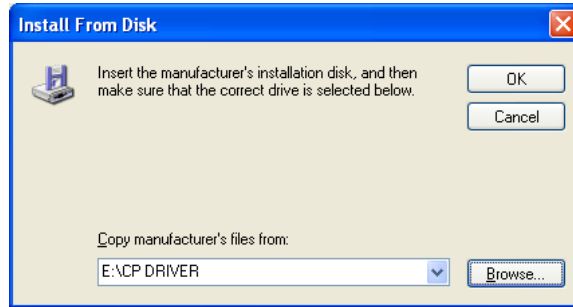 Install From Disk
Insert the manufacturer's installation disk, and then
make sure that the correct drive is selected below.
OK
Cancel
Copy manufacturer's files from:
E:\CP DRIVER
Browse...